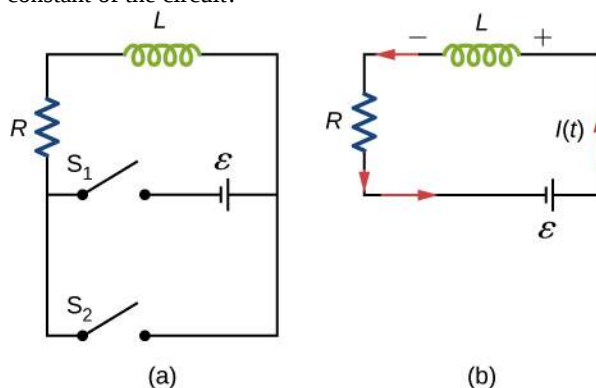 constant of the circuit?
L
R
S₁
ε
S₂
(a)
− L +
R
I(t)
ε
(b)